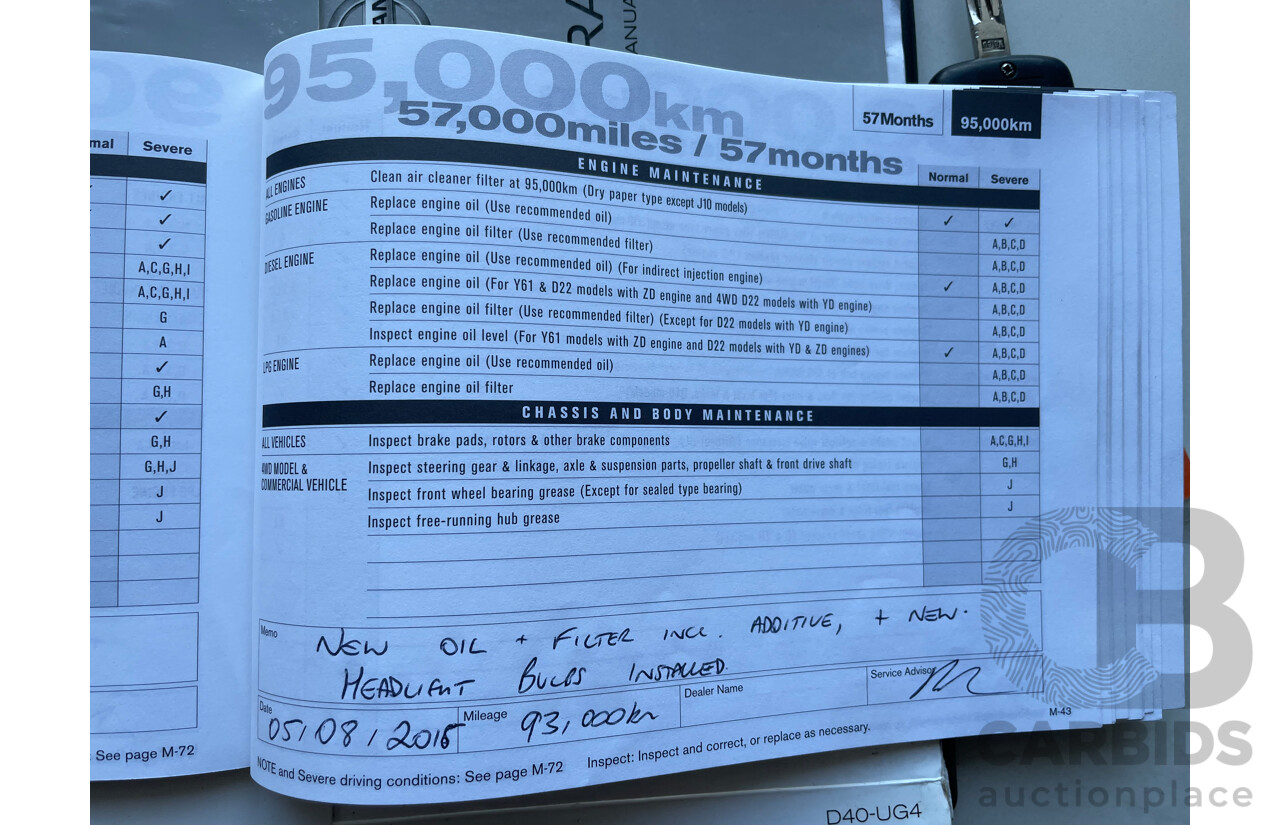 RA
ANUA
mal
Severe
✓
✓
✓
A,C,G,H,I
A,C,G,H,I
G
A
✓
G,H
✓
G,H
G,H,J
J
J
: See page M-72
95,000km
57,000miles / 57months
57Months
95,000km
ENGINE MAINTENANCE
Normal Severe
ALL ENGINES Clean air cleaner filter at 95,000km (Dry paper type except J10 models) ✓ ✓
GASOLINE ENGINE Replace engine oil (Use recommended oil) A,B,C,D
Replace engine oil filter (Use recommended filter) A,B,C,D
DIESEL ENGINE Replace engine oil (Use recommended oil) (For indirect injection engine) ✓ A,B,C,D
Replace engine oil (For Y61 & D22 models with ZD engine and 4WD D22 models with YD engine) A,B,C,D
Replace engine oil filter (Use recommended filter) (Except for D22 models with YD engine) A,B,C,D
Inspect engine oil level (For Y61 models with ZD engine and D22 models with YD & ZD engines) ✓ A,B,C,D
LPG ENGINE Replace engine oil (Use recommended oil) A,B,C,D
Replace engine oil filter A,B,C,D
CHASSIS AND BODY MAINTENANCE
ALL VEHICLES Inspect brake pads, rotors & other brake components A,C,G,H,I
4WD MODEL & Inspect steering gear & linkage, axle & suspension parts, propeller shaft & front drive shaft G,H
COMMERCIAL VEHICLE Inspect front wheel bearing grease (Except for sealed type bearing) J
Inspect free-running hub grease J
Memo NEW OIL + FILTER INCL. ADDITIVE, + NEW.
HEADLIGHT BULBS INSTALLED.
Date 05/08/2015 Mileage 93,000km Dealer Name Service Advisor
M-43
NOTE and Severe driving conditions: See page M-72 Inspect: Inspect and correct, or replace as necessary.
D40-UG4
CB
CARBIDS
auctionplace